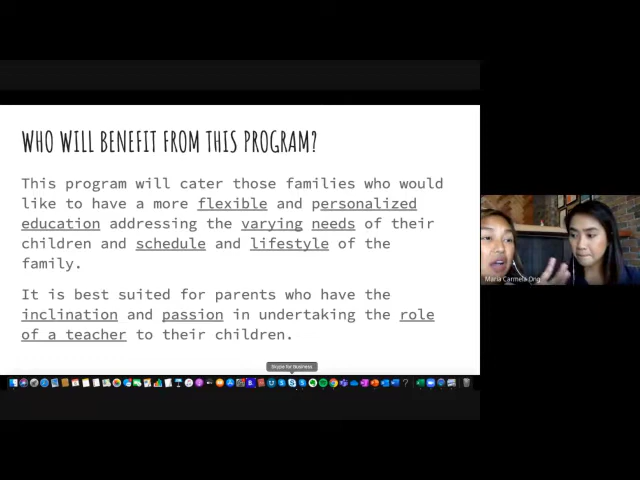 WHO WILL BENEFIT FROM THIS PROGRAM?
This program will cater those families who would
like to have a more flexible and personalized
education addressing the varying needs of their
children and schedule and lifestyle of the
family.
It is best suited for parents who have the
inclination and passion in undertaking the role
of a teacher to their children.
Maria Carmela Ong
Skype for Business